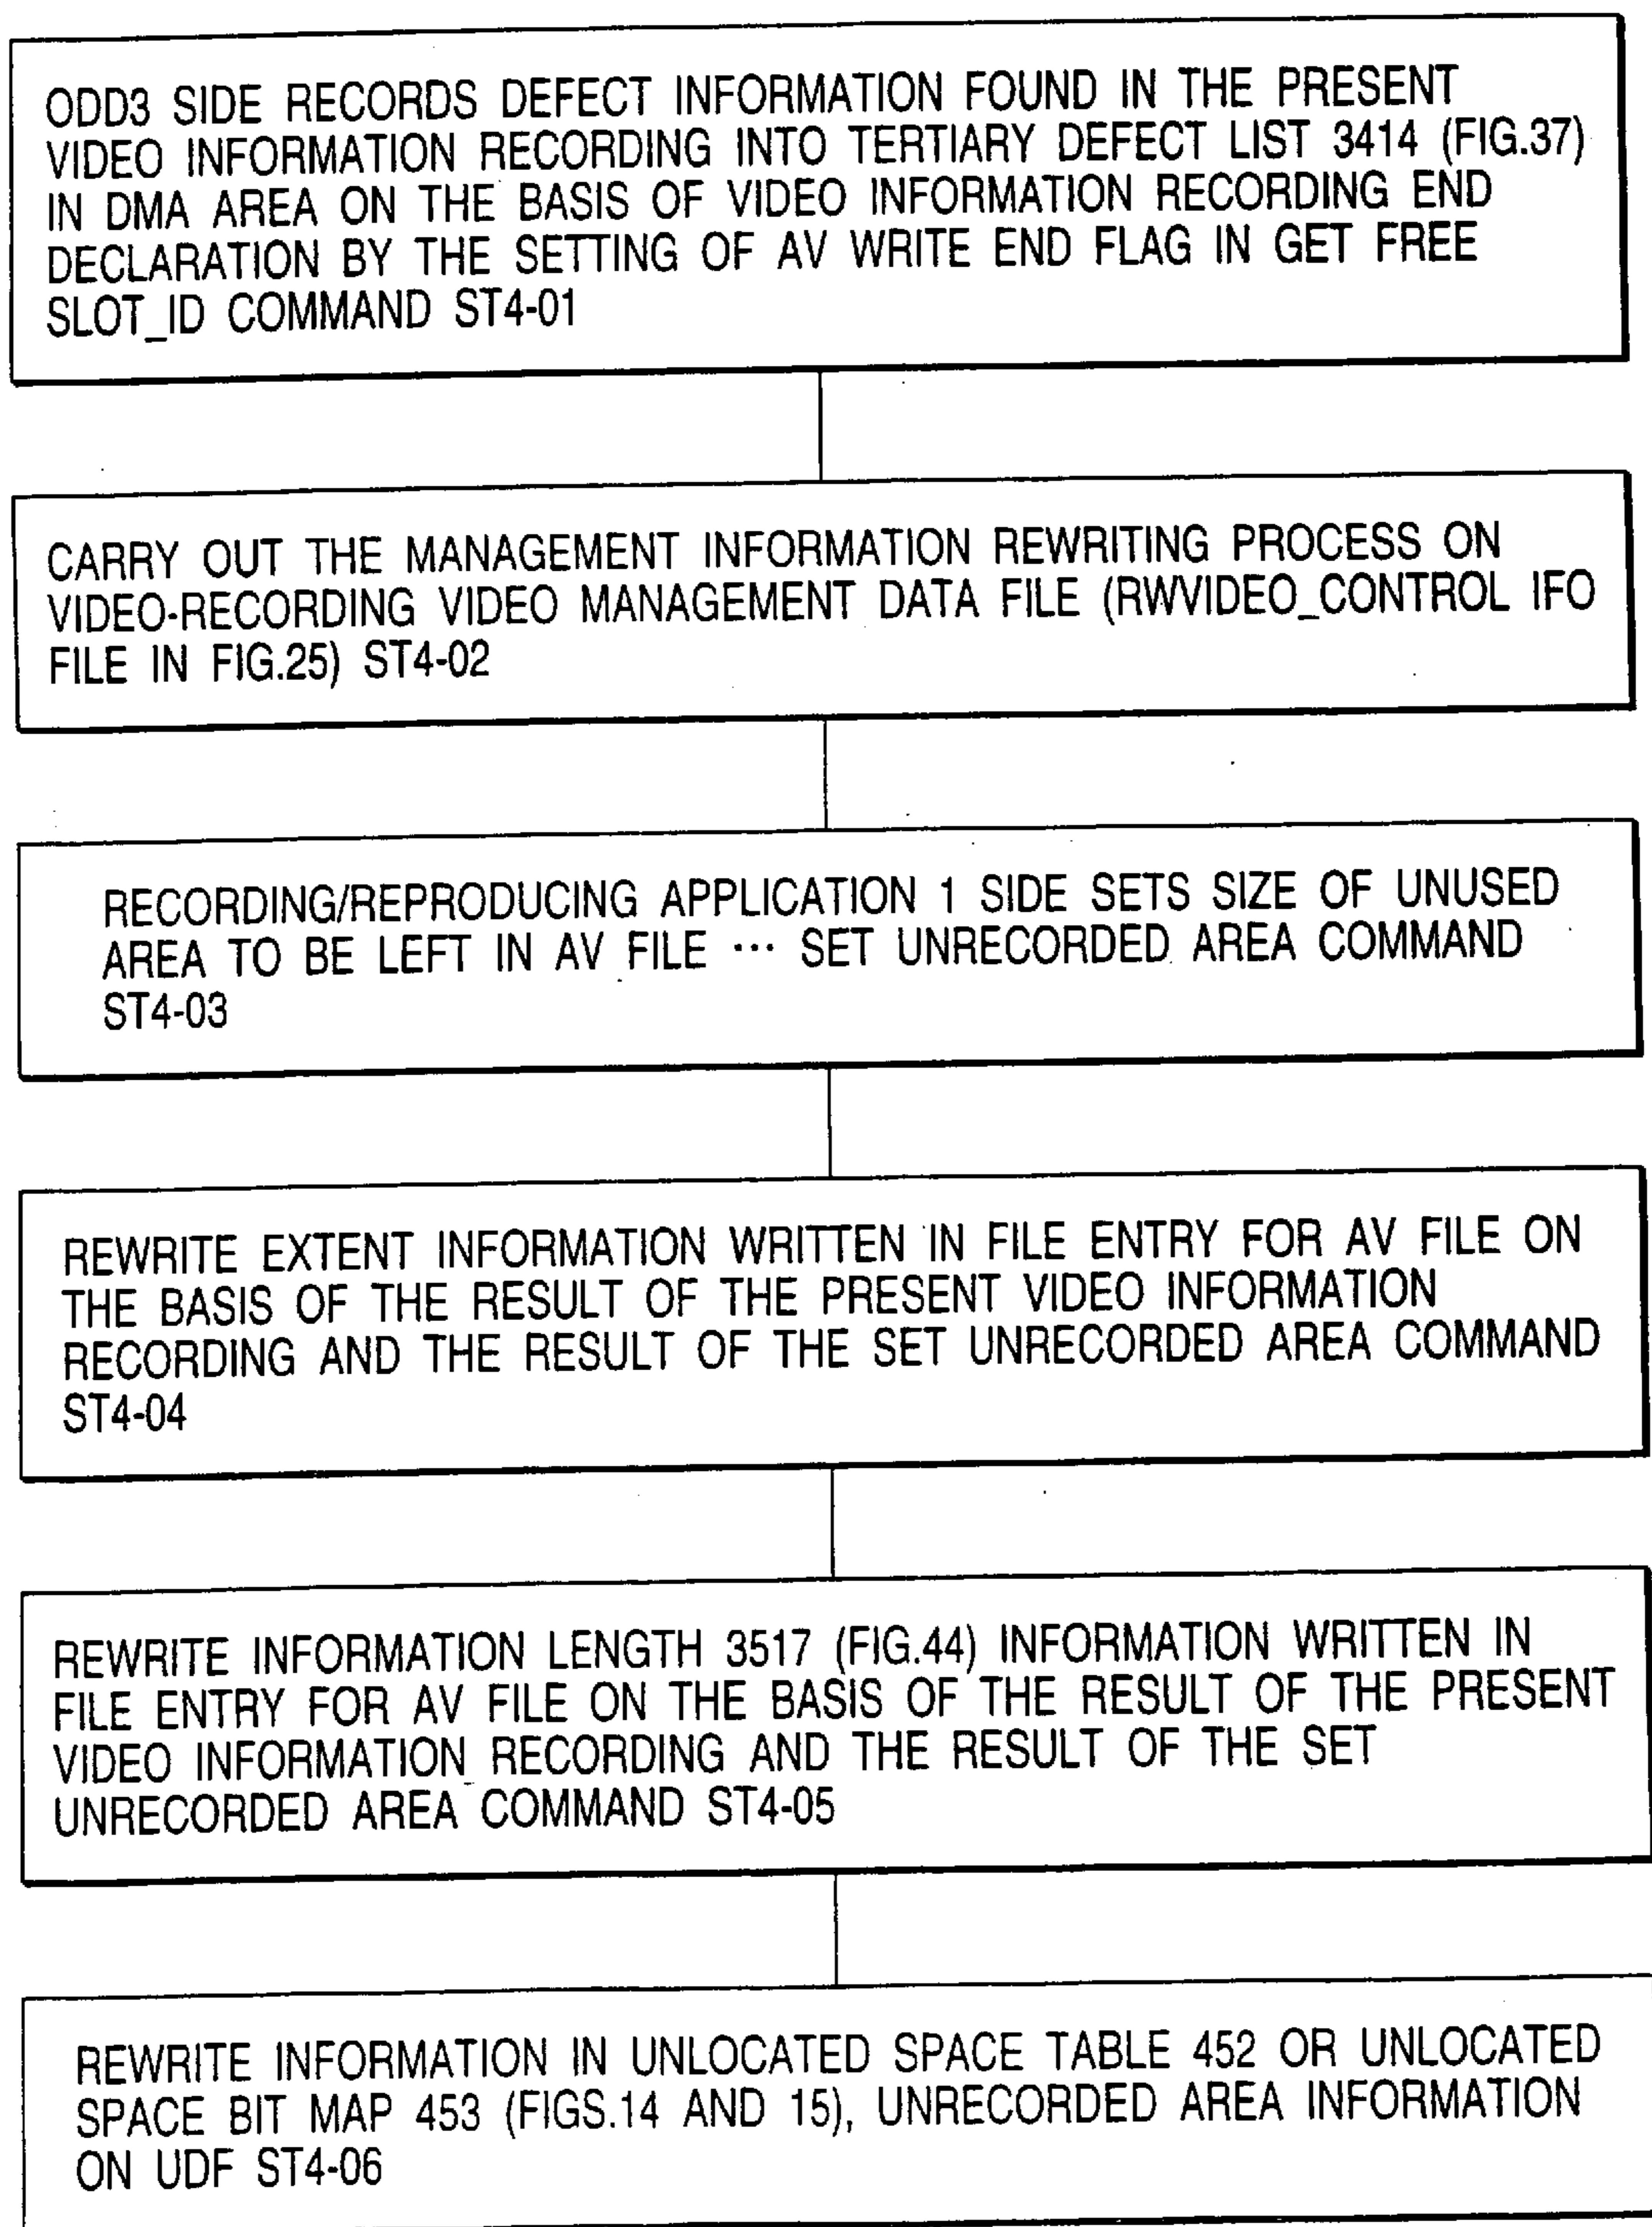 ODD3 SIDE RECORDS DEFECT INFORMATION FOUND IN THE PRESENT
VIDEO INFORMATION RECORDING INTO TERTIARY DEFECT LIST 3414 (FIG.37)
IN DMA AREA ON THE BASIS OF VIDEO INFORMATION RECORDING END
DECLARATION BY THE SETTING OF AV WRITE END FLAG IN GET FREE
SLOT_ID COMMAND ST4-01
CARRY OUT THE MANAGEMENT INFORMATION REWRITING PROCESS ON
VIDEO-RECORDING VIDEO MANAGEMENT DATA FILE (RWVIDEO_CONTROL IFO
FILE IN FIG.25) ST4-02
RECORDING/REPRODUCING APPLICATION 1 SIDE SETS SIZE OF UNUSED
AREA TO BE LEFT IN AV FILE ··· SET UNRECORDED AREA COMMAND
ST4-03
REWRITE EXTENT INFORMATION WRITTEN IN FILE ENTRY FOR AV FILE ON
THE BASIS OF THE RESULT OF THE PRESENT VIDEO INFORMATION
RECORDING AND THE RESULT OF THE SET UNRECORDED AREA COMMAND
ST4-04
REWRITE INFORMATION LENGTH 3517 (FIG.44) INFORMATION WRITTEN IN
FILE ENTRY FOR AV FILE ON THE BASIS OF THE RESULT OF THE PRESENT
VIDEO INFORMATION RECORDING AND THE RESULT OF THE SET
UNRECORDED AREA COMMAND ST4-05
REWRITE INFORMATION IN UNLOCATED SPACE TABLE 452 OR UNLOCATED
SPACE BIT MAP 453 (FIGS.14 AND 15), UNRECORDED AREA INFORMATION
ON UDF ST4-06